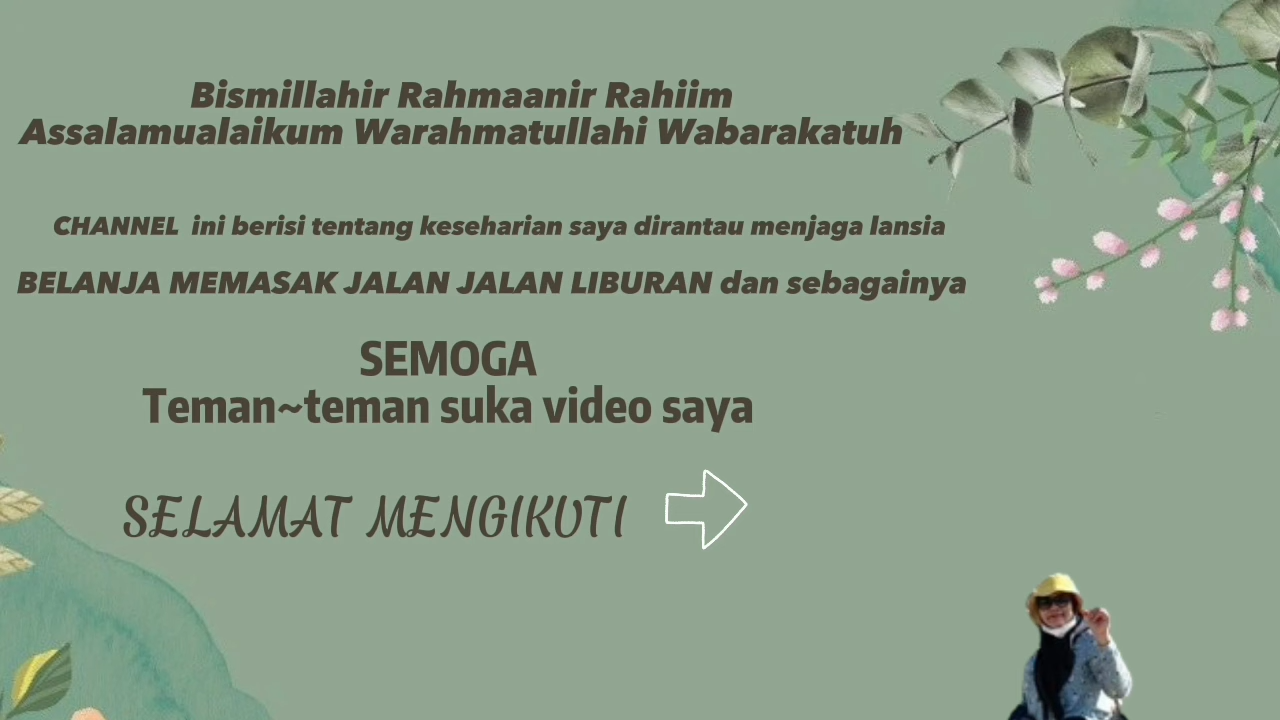 Bismillahir Rahmaanir Rahiim
Assalamualaikum Warahmatullahi Wabarakatuh
CHANNEL ini berisi tentang keseharian saya dirantau menjaga lansia
BELANJA MEMASAK JALAN JALAN LIBURAN dan sebagainya
SEMOGA
Teman~teman suka video saya
SELAMAT MENGIKUTI